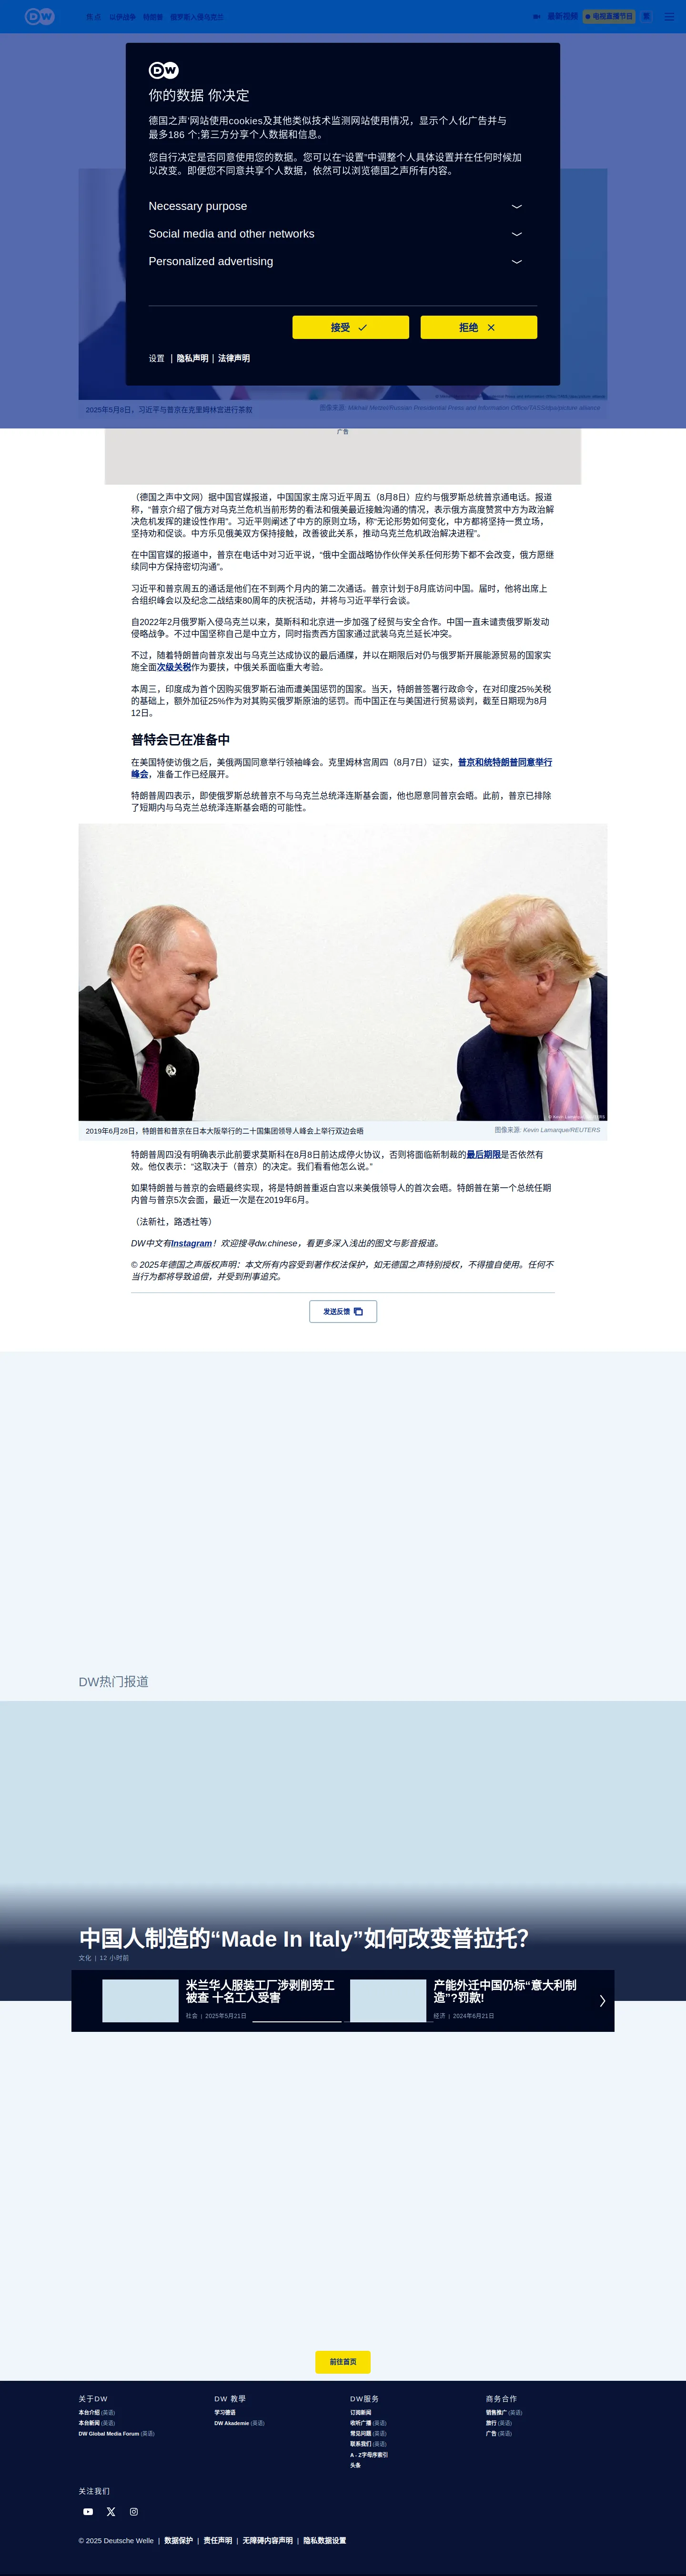 DW
热点 以伊战争 特朗普 俄罗斯入侵乌克兰
最新视频 电视直播节目 繁
DW
你的数据 你决定
德国之声'网站使用cookies及其他类似技术监测网站使用情况，显示个人化广告并与
最多186 个;第三方分享个人数据和信息。
您自行决定是否同意使用您的数据。您可以在“设置”中调整个人具体设置并在任何时候加
以改变。即便您不同意共享个人数据，依然可以浏览德国之声所有内容。
Necessary purpose
Social media and other networks
Personalized advertising
接受
拒绝
设置 | 隐私声明 | 法律声明
2025年5月8日，习近平与普京在克里姆林宫进行茶叙
图像来源: Mikhail Metzel/Russian Presidential Press and Information Office/TASS/dpa/picture alliance
广告
（德国之声中文网）据中国官媒报道，中国国家主席习近平周五（8月8日）应约与俄罗斯总统普京通电话。报道
称，“普京介绍了俄方对乌克兰危机当前形势的看法和俄美最近接触沟通的情况，表示俄方高度赞赏中方为政治解
决危机发挥的建设性作用”。习近平则阐述了中方的原则立场，称“无论形势如何变化，中方都将坚持一贯立场，
坚持劝和促谈。中方乐见俄美双方保持接触，改善彼此关系，推动乌克兰危机政治解决进程”。
在中国官媒的报道中，普京在电话中对习近平说，“俄中全面战略协作伙伴关系任何形势下都不会改变，俄方愿继
续同中方保持密切沟通”。
习近平和普京周五的通话是他们在不到两个月内的第二次通话。普京计划于8月底访问中国。届时，他将出席上
合组织峰会以及纪念二战结束80周年的庆祝活动，并将与习近平举行会谈。
自2022年2月俄罗斯入侵乌克兰以来，莫斯科和北京进一步加强了经贸与安全合作。中国一直未谴责俄罗斯发动
侵略战争。不过中国坚称自己是中立方，同时指责西方国家通过武装乌克兰延长冲突。
不过，随着特朗普向普京发出与乌克兰达成协议的最后通牒，并以在期限后对仍与俄罗斯开展能源贸易的国家实
施全面次级关税作为要挟，中俄关系面临重大考验。
本周三，印度成为首个因购买俄罗斯石油而遭美国惩罚的国家。当天，特朗普签署行政命令，在对印度25%关税
的基础上，额外加征25%作为对其购买俄罗斯原油的惩罚。而中国正在与美国进行贸易谈判，截至日期现为8月
12日。
普特会已在准备中
在美国特使访俄之后，美俄两国同意举行领袖峰会。克里姆林宫周四（8月7日）证实，普京和统特朗普同意举行
峰会，准备工作已经展开。
特朗普周四表示，即使俄罗斯总统普京不与乌克兰总统泽连斯基会面，他也愿意同普京会晤。此前，普京已排除
了短期内与乌克兰总统泽连斯基会晤的可能性。
2019年6月28日，特朗普和普京在日本大阪举行的二十国集团领导人峰会上举行双边会晤
图像来源: Kevin Lamarque/REUTERS
特朗普周四没有明确表示此前要求莫斯科在8月8日前达成停火协议，否则将面临新制裁的最后期限是否依然有
效。他仅表示：“这取决于（普京）的决定。我们看看他怎么说。”
如果特朗普与普京的会晤最终实现，将是特朗普重返白宫以来美俄领导人的首次会晤。特朗普在第一个总统任期
内曾与普京5次会面，最近一次是在2019年6月。
（法新社，路透社等）
DW中文有Instagram！欢迎搜寻dw.chinese，看更多深入浅出的图文与影音报道。
© 2025年德国之声版权声明：本文所有内容受到著作权法保护，如无德国之声特别授权，不得擅自使用。任何不
当行为都将导致追偿，并受到刑事追究。
发送反馈
DW热门报道
中国人制造的“Made In Italy”如何改变普拉托？
文化 | 12 小时前
米兰华人服装工厂涉剥削劳工
被查 十名工人受害
社会 | 2025年5月21日
产能外迁中国仍标“意大利制
造”?罚款!
经济 | 2024年6月21日
前往首页
关于DW
本台介绍 (英语)
本台新闻 (英语)
DW Global Media Forum (英语)
DW 教學
学习德语
DW Akademie (英语)
DW服务
订阅新闻
收听广播 (英语)
常见问题 (英语)
联系我们 (英语)
A - Z字母序索引
头条
商务合作
销售推广 (英语)
旅行 (英语)
广告 (英语)
关注我们
© 2025 Deutsche Welle | 数据保护 | 责任声明 | 无障碍内容声明 | 隐私数据设置